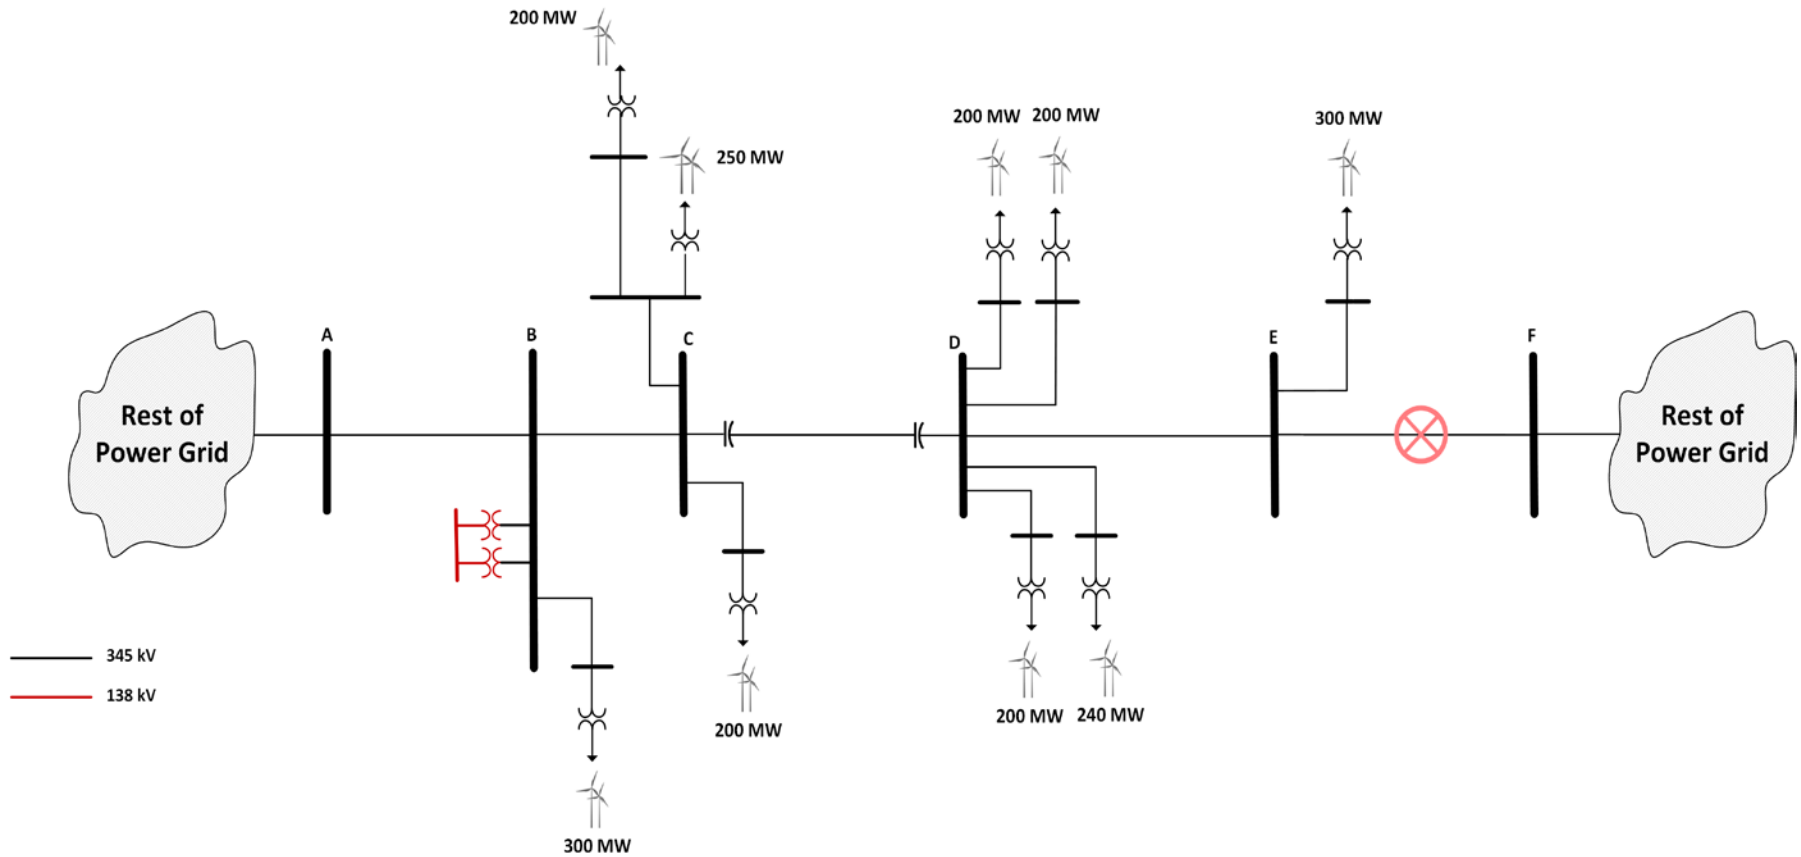 200 MW
250 MW
200 MW
200 MW
300 MW
A
B
C
D
E
F
Rest of
Power Grid
Rest of
Power Grid
345 kV
138 kV
200 MW
240 MW
200 MW
300 MW